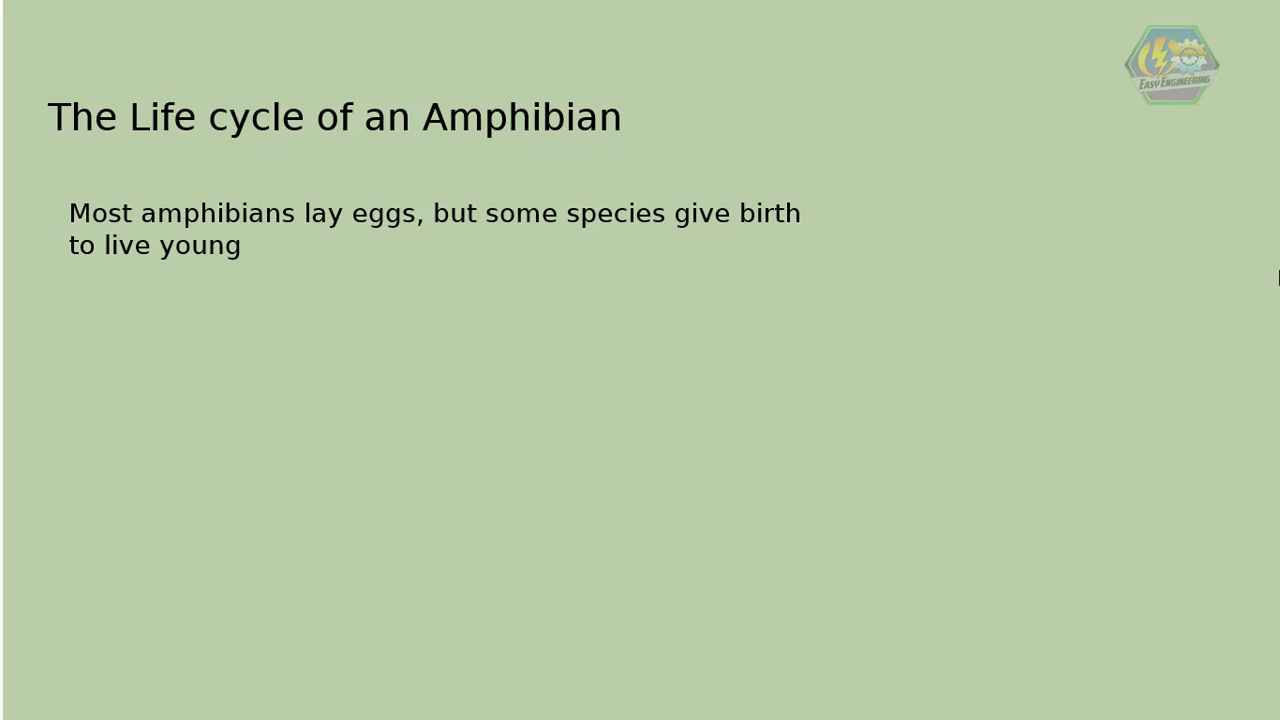 EASY ENGINEERING
The Life cycle of an Amphibian
Most amphibians lay eggs, but some species give birth
to live young